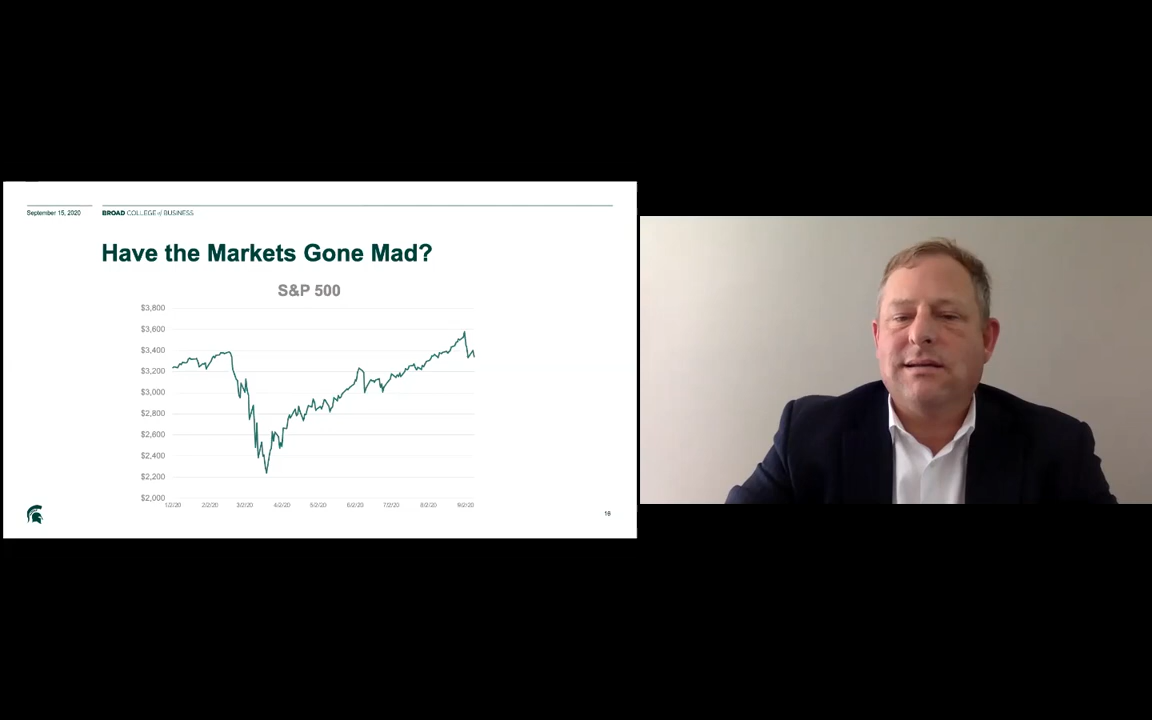 September 15, 2020
BROAD COLLEGE of BUSINESS
Have the Markets Gone Mad?
S&P 500
$3,800
$3,600
$3,400
$3,200
$3,000
$2,800
$2,600
$2,400
$2,200
$2,000
1/2/20 2/2/20 3/2/20 4/2/20 5/2/20 6/2/20 7/2/20 8/2/20 9/2/20
16